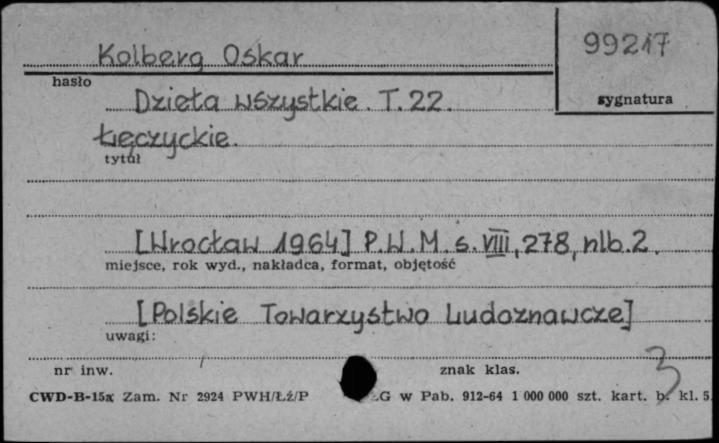 Kolberg Oskar
99217
hasło
sygnatura
Dzieła wszystkie. T. 22.
Łęczyckie.
tytuł
[Wrocław 1964] P.W.M. s. VIII, 278, nlb. 2.
miejsce, rok wyd., nakładca, format, objętość
[Polskie Towarzystwo Ludoznawcze]
uwagi:
nr inw.
znak klas.
3
CWD-B-15a Zam. Nr 2924 PWH/Łż/P G w Pab. 912-64 1 000 000 szt. kart. b. kl. 5.